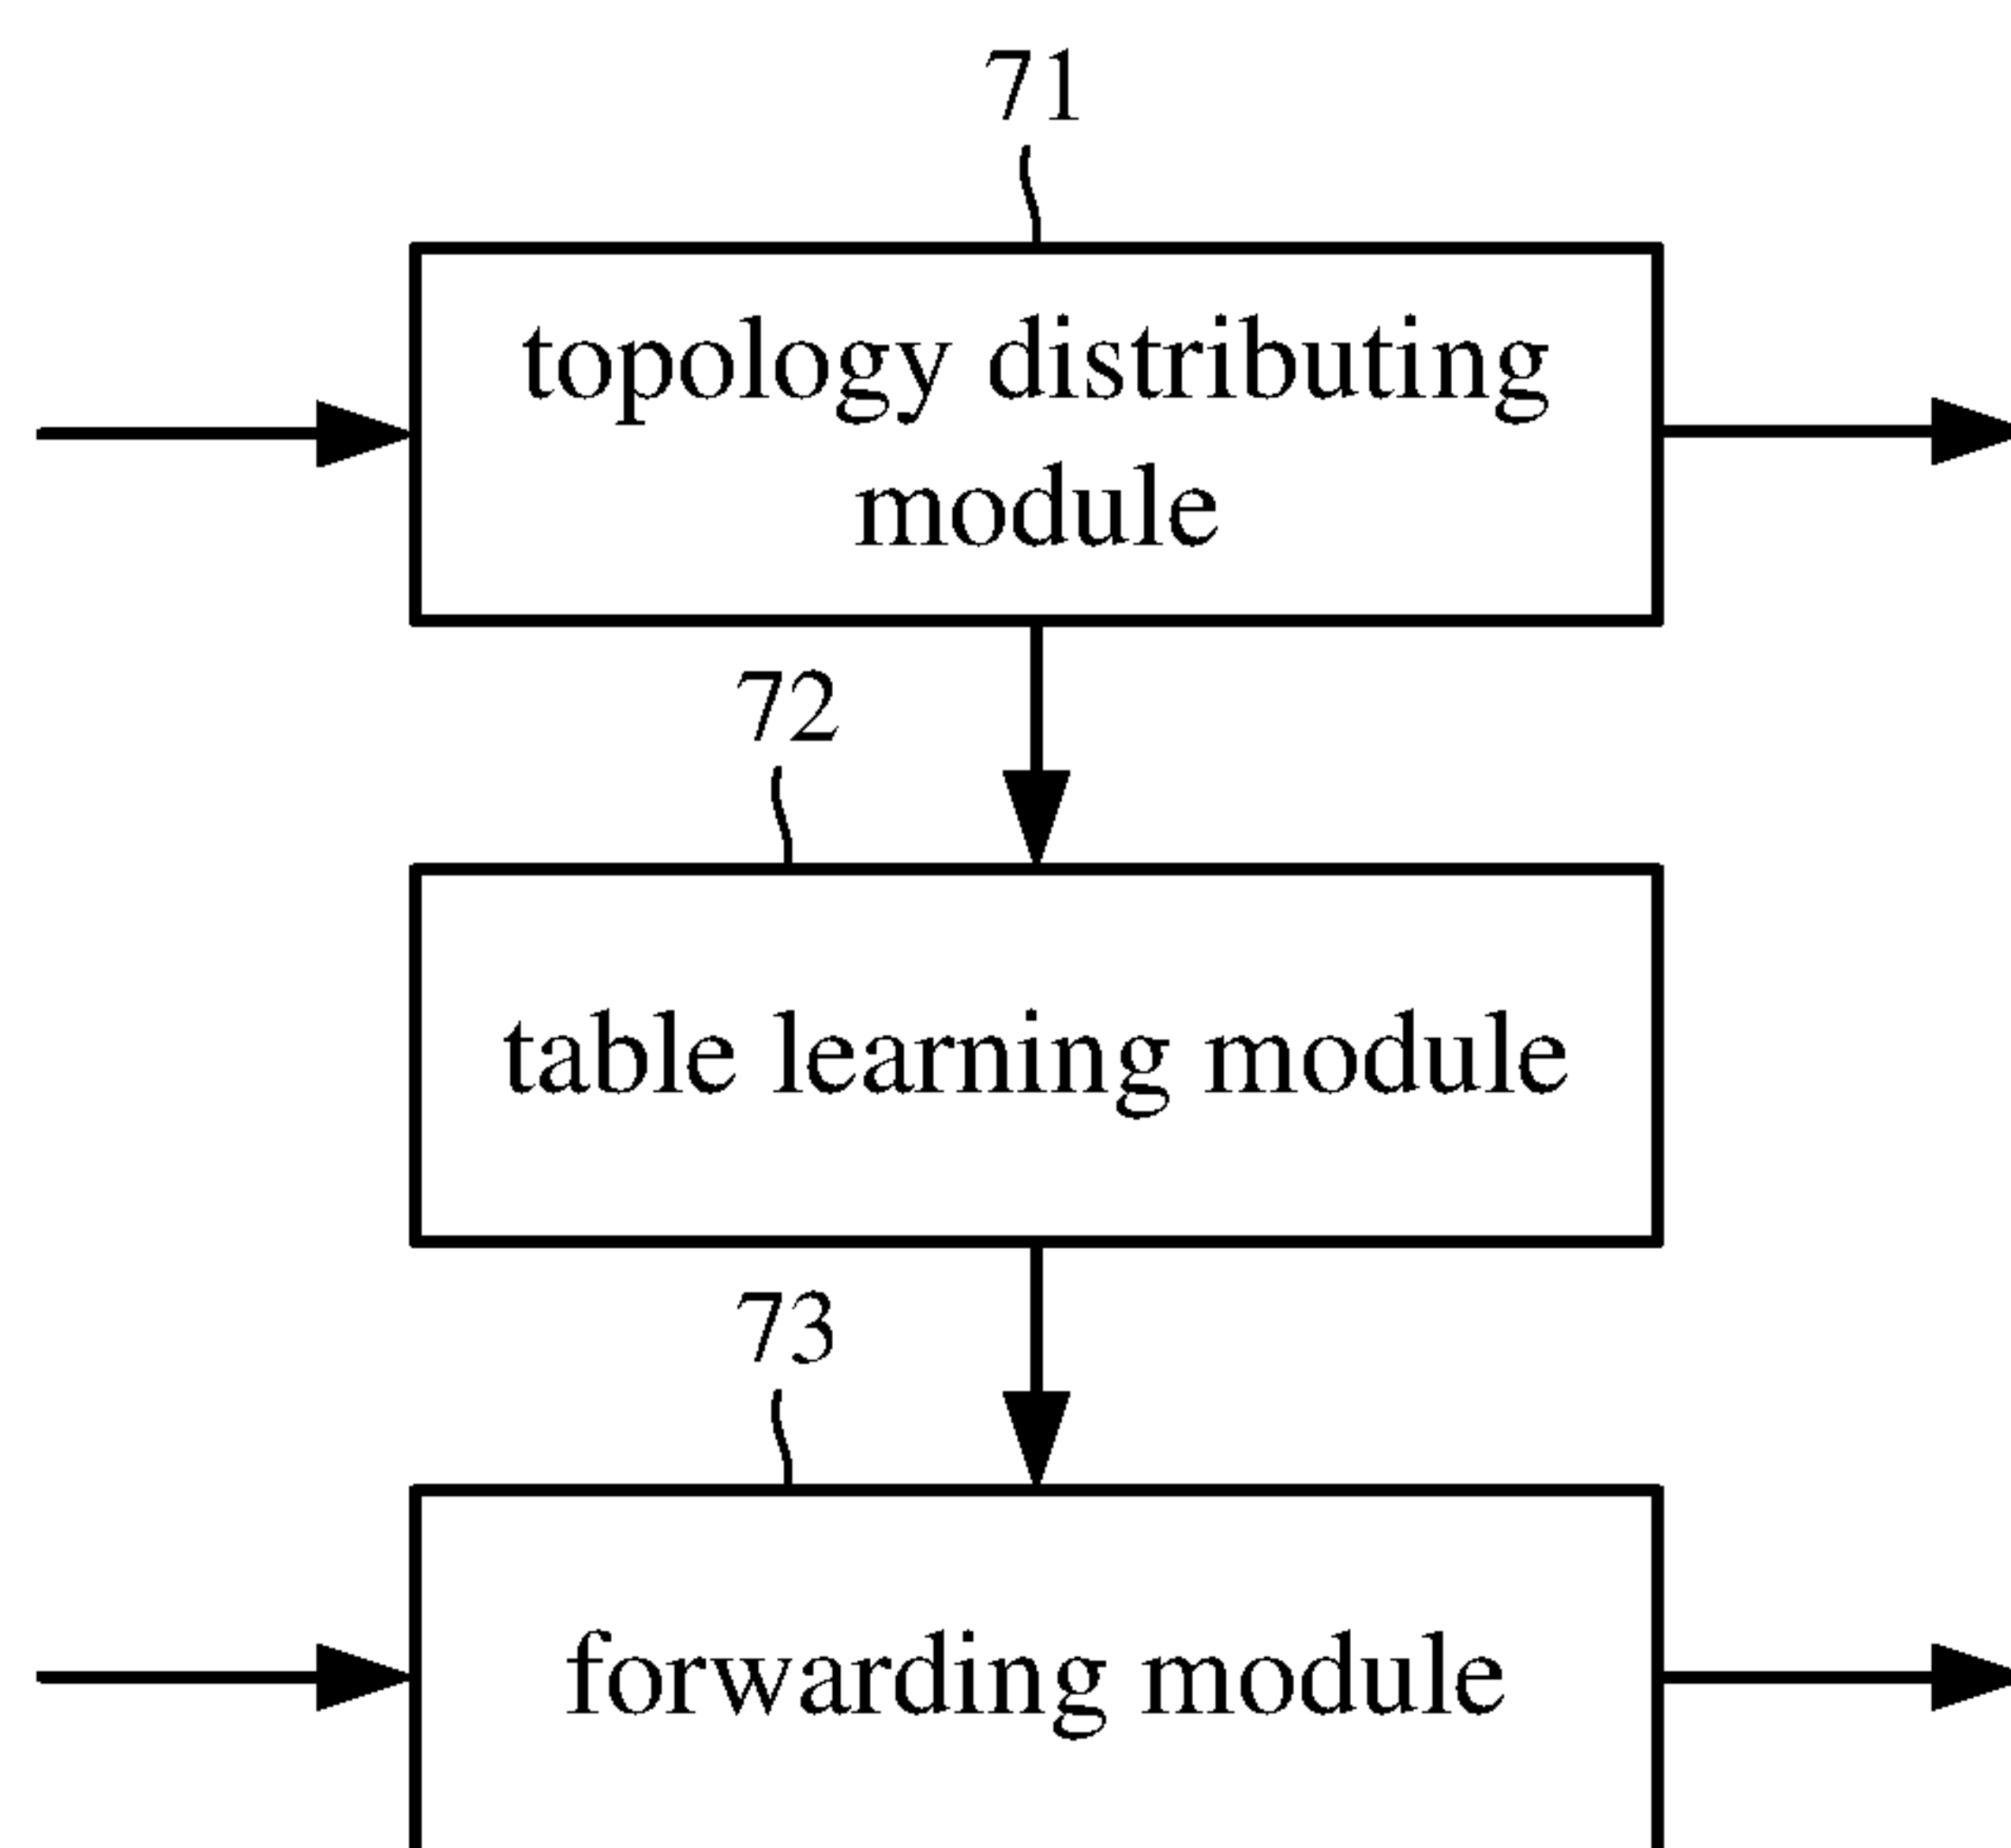 71
topology distributing
module
72
table learning module
73
forwarding module